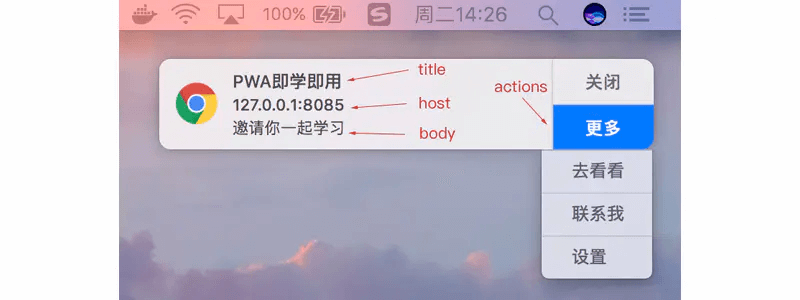 100% 周二14:26
PWA即学即用
title
127.0.0.1:8085
host
邀请你一起学习
body
actions
关闭
更多
去看看
联系我
设置